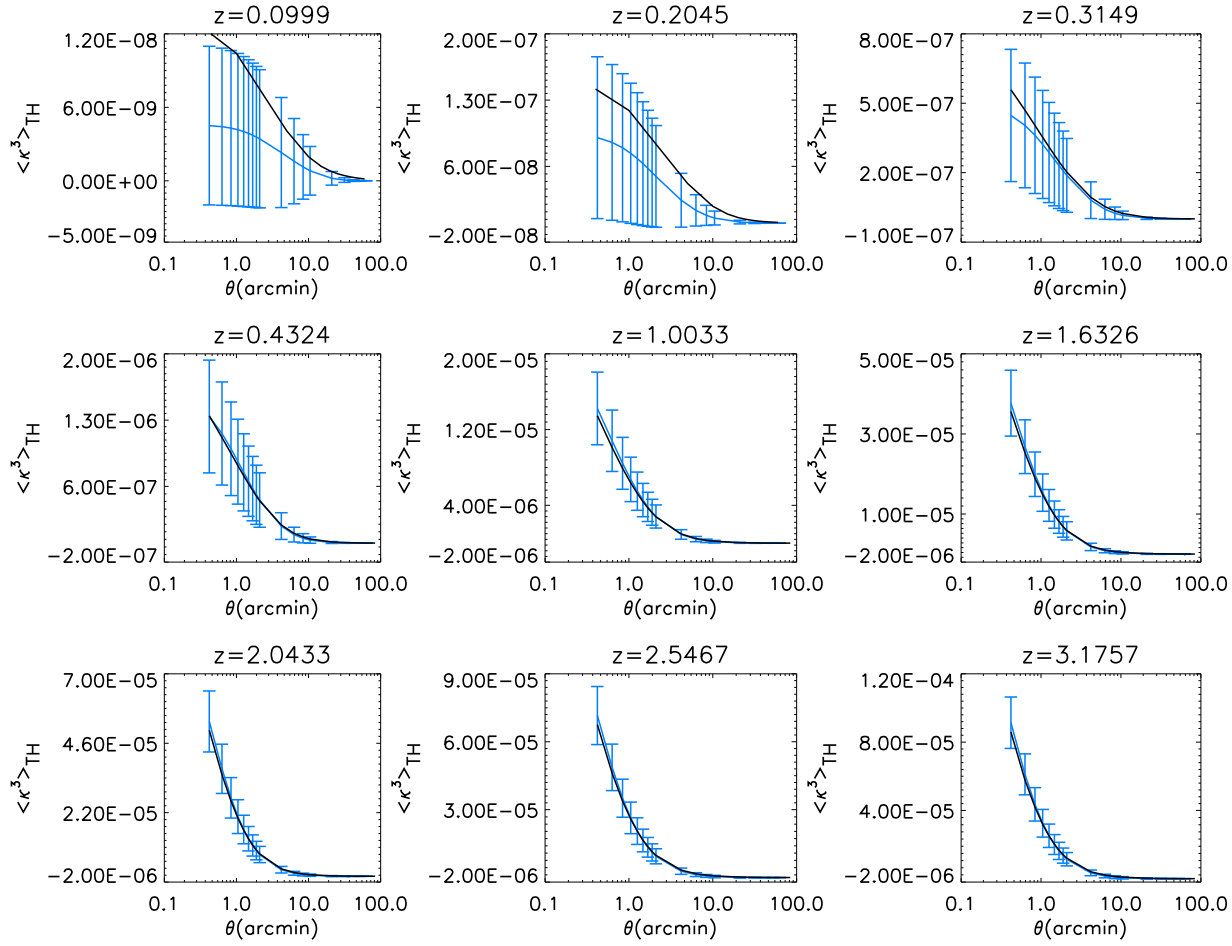 z=0.0999
<κ³>TH
1.20E−08
6.00E−09
0.00E+00
−5.00E−09
0.1 1.0 10.0 100.0
θ(arcmin)
z=0.2045
<κ³>TH
2.00E−07
1.30E−07
6.00E−08
−2.00E−08
0.1 1.0 10.0 100.0
θ(arcmin)
z=0.3149
<κ³>TH
8.00E−07
5.00E−07
2.00E−07
−1.00E−07
0.1 1.0 10.0 100.0
θ(arcmin)
z=0.4324
<κ³>TH
2.00E−06
1.30E−06
6.00E−07
−2.00E−07
0.1 1.0 10.0 100.0
θ(arcmin)
z=1.0033
<κ³>TH
2.00E−05
1.20E−05
4.00E−06
−2.00E−06
0.1 1.0 10.0 100.0
θ(arcmin)
z=1.6326
<κ³>TH
5.00E−05
3.00E−05
1.00E−05
−2.00E−06
0.1 1.0 10.0 100.0
θ(arcmin)
z=2.0433
<κ³>TH
7.00E−05
4.60E−05
2.20E−05
−2.00E−06
0.1 1.0 10.0 100.0
θ(arcmin)
z=2.5467
<κ³>TH
9.00E−05
6.00E−05
3.00E−05
−2.00E−06
0.1 1.0 10.0 100.0
θ(arcmin)
z=3.1757
<κ³>TH
1.20E−04
8.00E−05
4.00E−05
−2.00E−06
0.1 1.0 10.0 100.0
θ(arcmin)